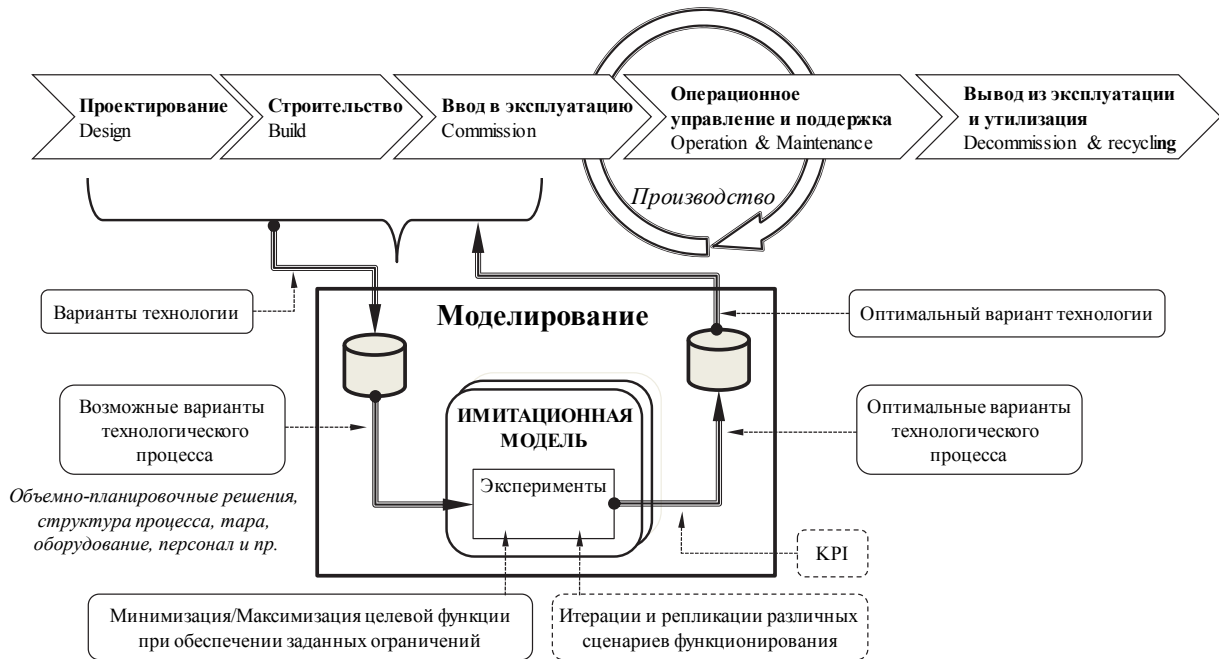 Проектирование
Design
Строительство
Build
Ввод в эксплуатацию
Commission
Операционное
управление и поддержка
Operation & Maintenance
Вывод из эксплуатации
и утилизация
Decommission & recycling
Производство
Варианты технологии
Моделирование
Оптимальный вариант технологии
Возможные варианты
технологического
процесса
ИМИТАЦИОННАЯ
МОДЕЛЬ
Эксперименты
Оптимальные варианты
технологического
процесса
Объемно-планировочные решения,
структура процесса, тара,
оборудование, персонал и пр.
KPI
Минимизация/Максимизация целевой функции
при обеспечении заданных ограничений
Итерации и репликации различных
сценариев функционирования